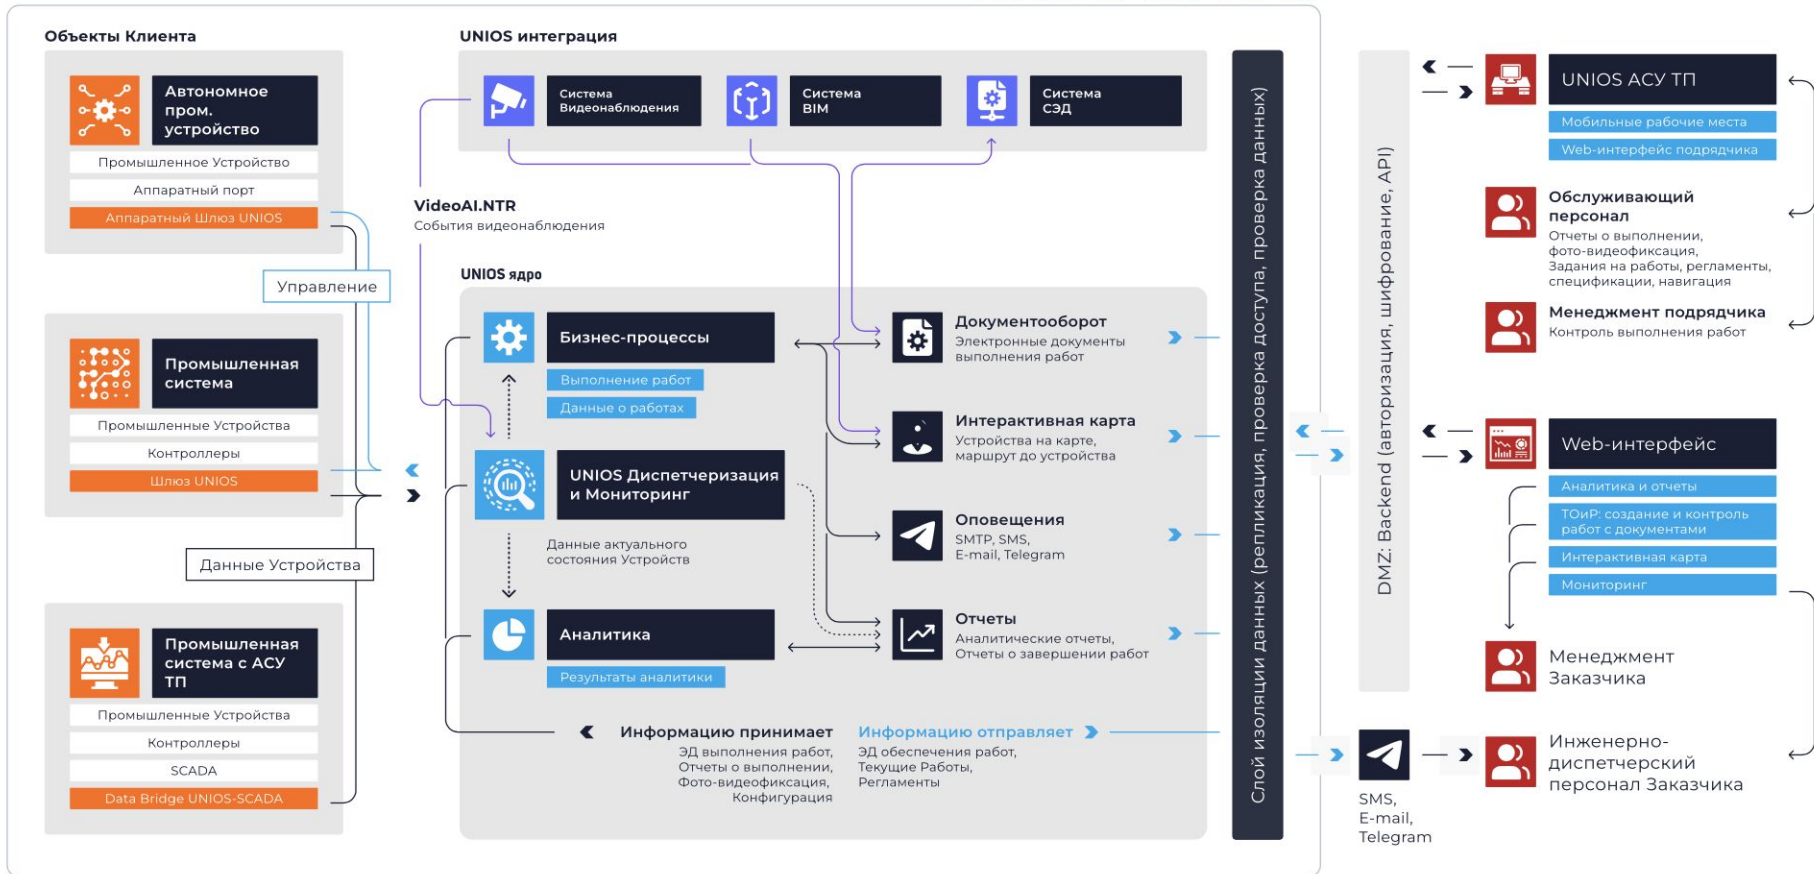 Объекты Клиента
Автономное
пром.
устройство
Промышленное Устройство
Аппаратный порт
Аппаратный Шлюз UNIOS
Управление
Промышленная
система
Промышленные Устройства
Контроллеры
Шлюз UNIOS
Данные Устройства
Промышленная
система с АСУ
ТП
Промышленные Устройства
Контроллеры
SCADA
Data Bridge UNIOS-SCADA
UNIOS интеграция
Система
Видеонаблюдения
Система
BIM
Система
СЭД
VideoAI.NTR
События видеонаблюдения
UNIOS ядро
Бизнес-процессы
Выполнение работ
Данные о работах
UNIOS Диспетчеризация
и Мониторинг
Данные актуального
состояния Устройств
Аналитика
Результаты аналитики
Документооборот
Электронные документы
выполнения работ
Интерактивная карта
Устройства на карте,
маршрут до устройства
Оповещения
SMTP, SMS,
E-mail, Telegram
Отчеты
Аналитические отчеты,
Отчеты о завершении работ
Информацию принимает
ЭД выполнения работ,
Отчеты о выполнении,
Фото-видеофиксация,
Конфигурация
Информацию отправляет
ЭД обеспечения работ,
Текущие Работы,
Регламенты
Слой изоляции данных (репликация, проверка доступа, проверка данных)
DMZ: Backend (авторизация, шифрование, API)
UNIOS АСУ ТП
Мобильные рабочие места
Web-интерфейс подрядчика
Обслуживающий
персонал
Отчеты о выполнении,
фото-видеофиксация,
Задания на работы, регламенты,
спецификации, навигация
Менеджмент подрядчика
Контроль выполнения работ
Web-интерфейс
Аналитика и отчеты
ТОиР: создание и контроль
работ с документами
Интерактивная карта
Мониторинг
Менеджмент
Заказчика
SMS,
E-mail,
Telegram
Инженерно-
диспетчерский
персонал Заказчика